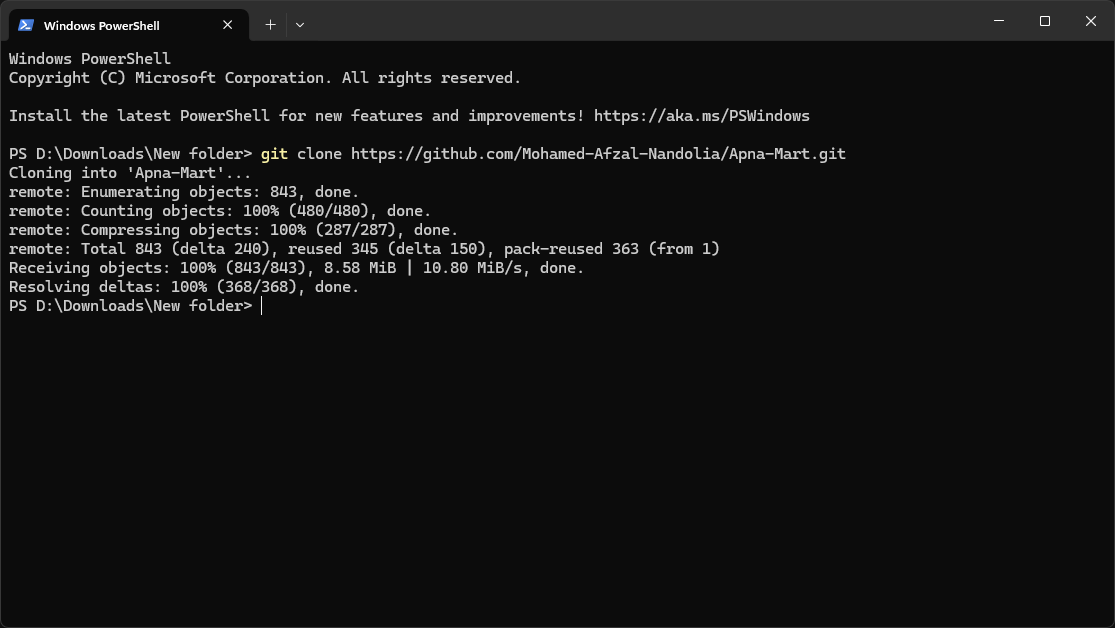 Windows PowerShell
Windows PowerShell
Copyright (C) Microsoft Corporation. All rights reserved.
Install the latest PowerShell for new features and improvements! https://aka.ms/PSWindows
PS D:\Downloads\New folder> git clone https://github.com/Mohamed-Afzal-Nandolia/Apna-Mart.git
Cloning into 'Apna-Mart'...
remote: Enumerating objects: 843, done.
remote: Counting objects: 100% (480/480), done.
remote: Compressing objects: 100% (287/287), done.
remote: Total 843 (delta 240), reused 345 (delta 150), pack-reused 363 (from 1)
Receiving objects: 100% (843/843), 8.58 MiB | 10.80 MiB/s, done.
Resolving deltas: 100% (368/368), done.
PS D:\Downloads\New folder>